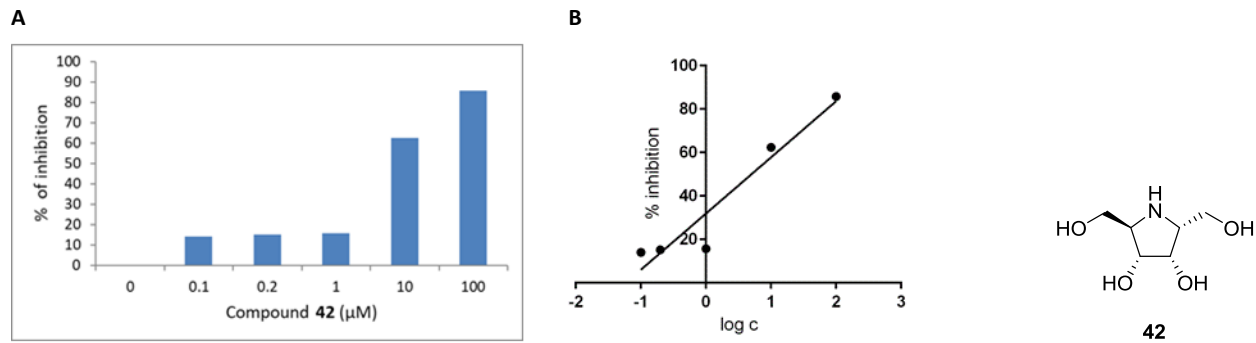 A
B
100
90
80
70
60
50
40
30
20
10
0
% of inhibition
0 0.1 0.2 1 10 100
Compound 42 (µM)
100
80
60
40
20
% inhibition
-2 -1 0 1 2 3
log c
H
N
HO OH
HO OH
42